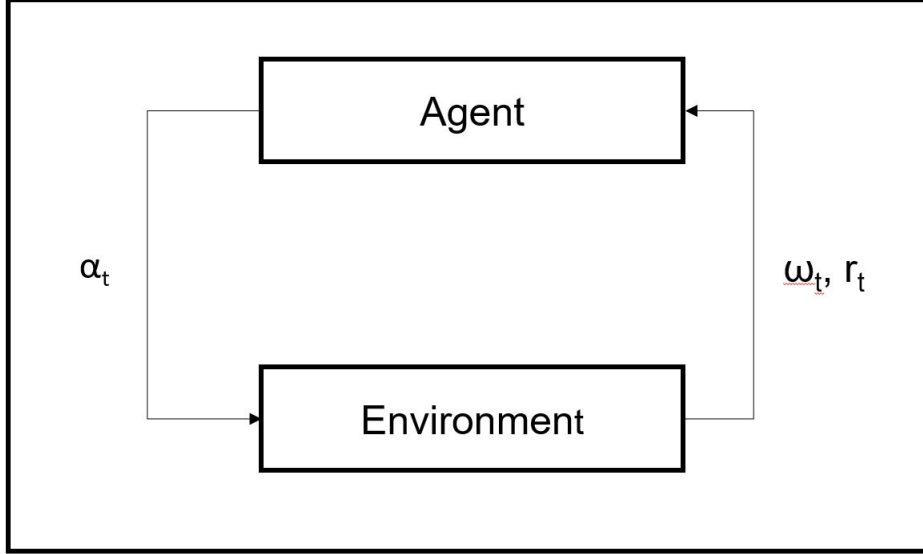 Agent
αₜ
ωₜ, rₜ
Environment